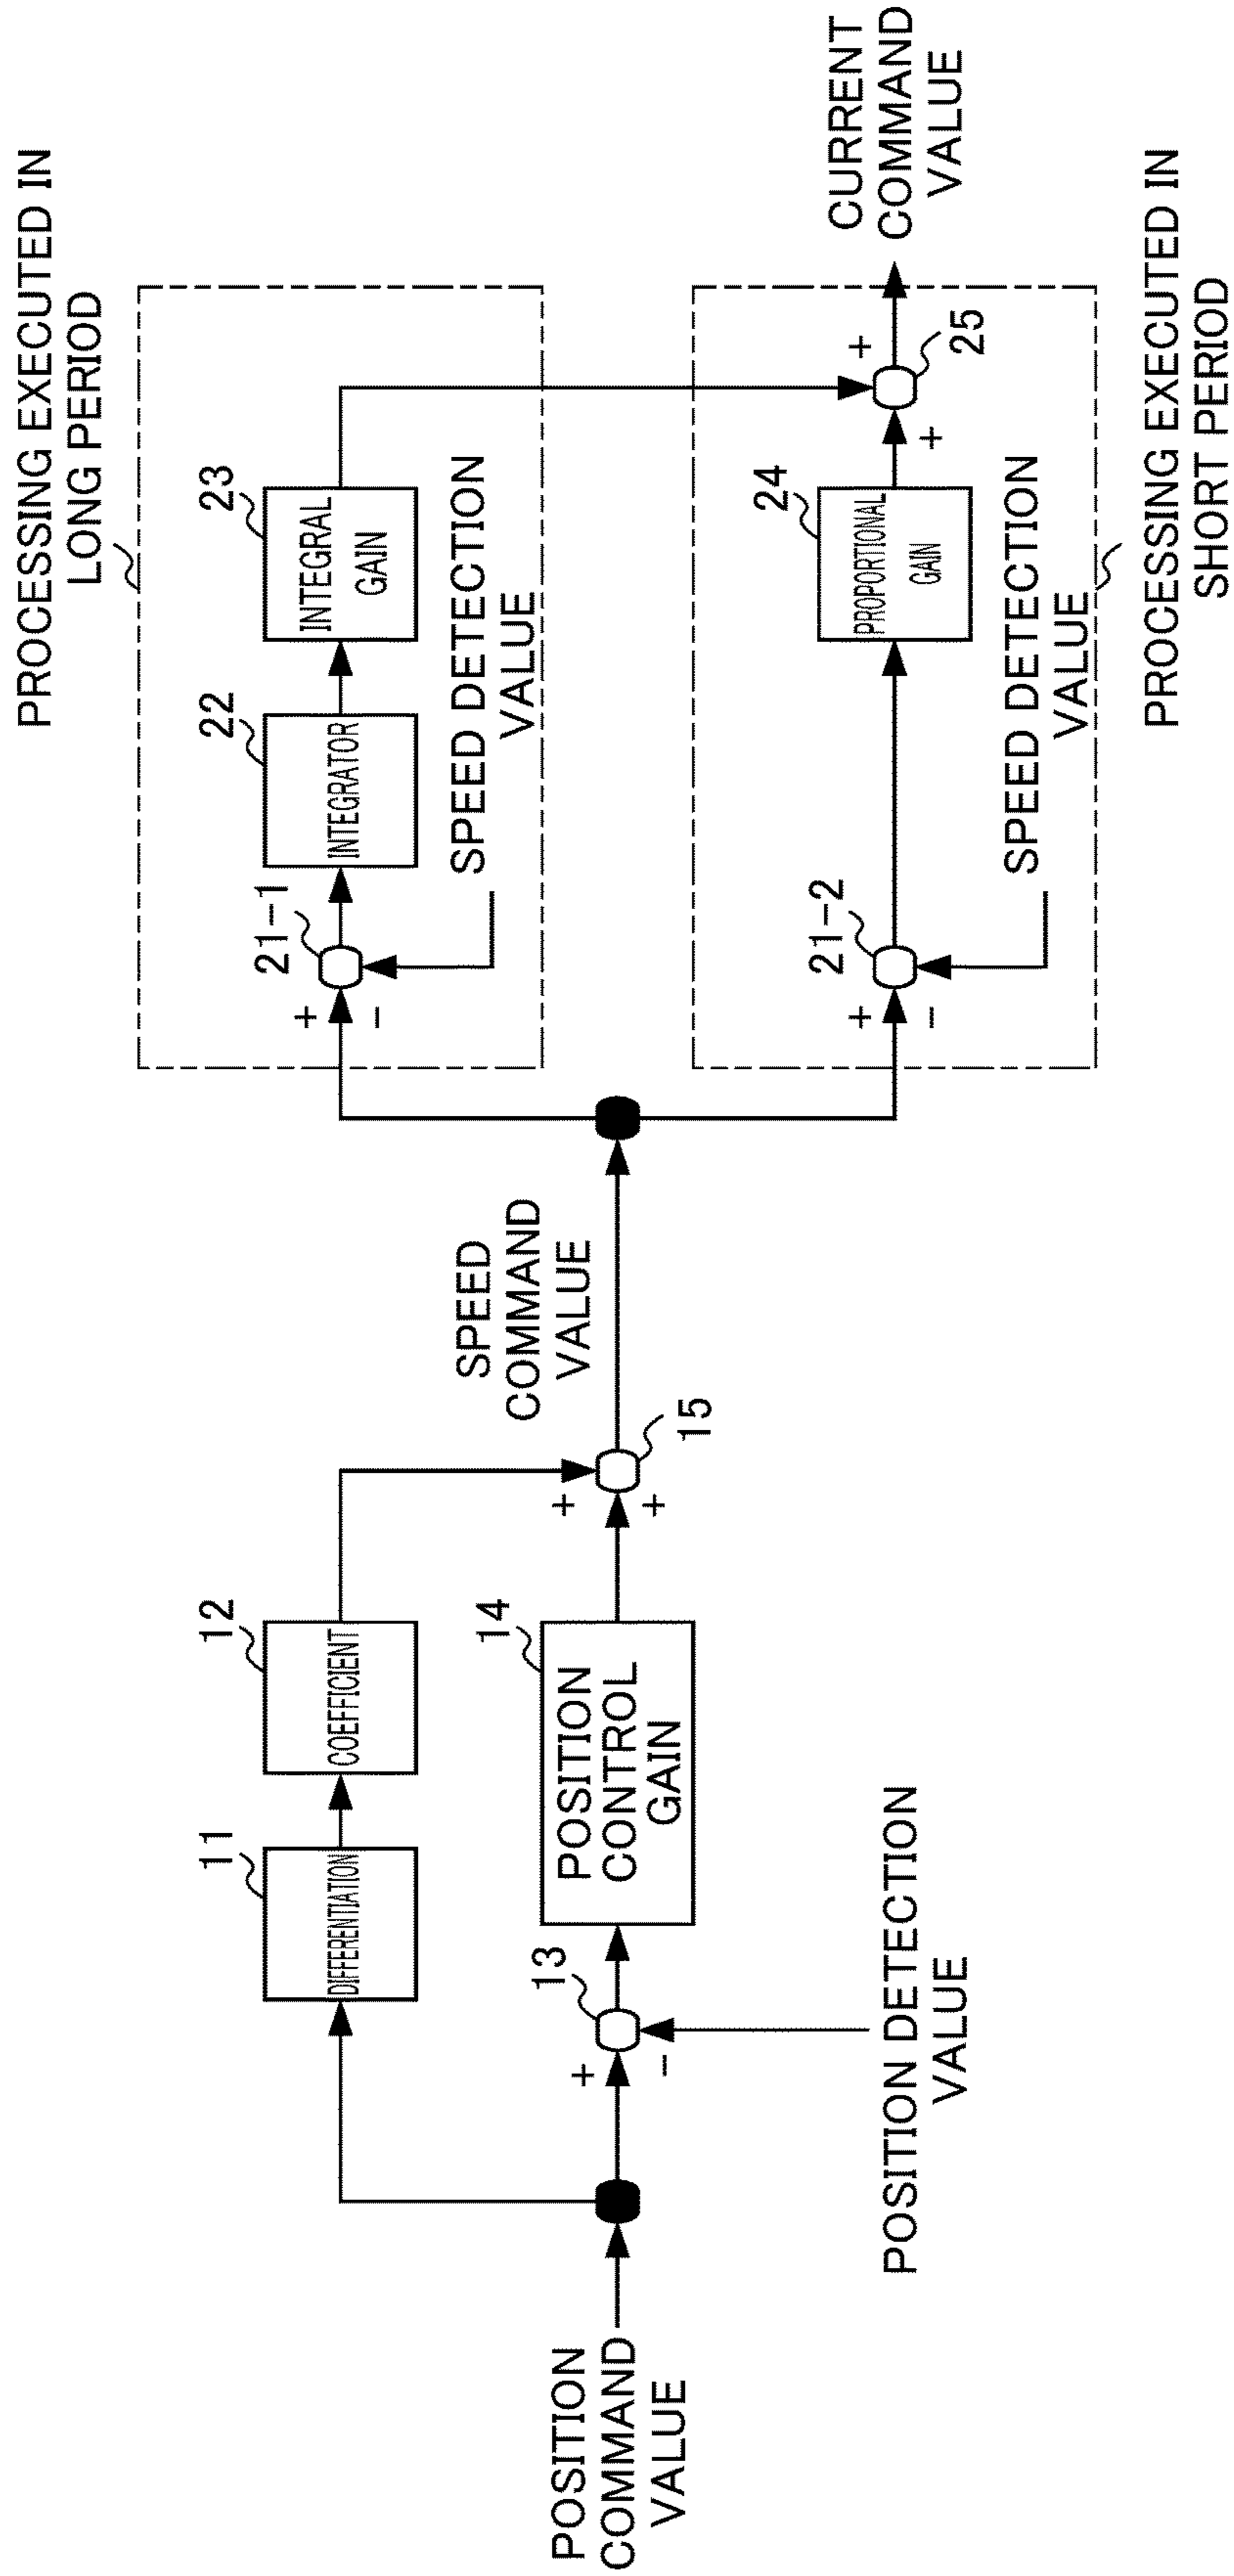 POSITION
COMMAND
VALUE
11
DIFFERENTIATION
12
COEFFICIENT
+
-
13
14
POSITION
CONTROL
GAIN
POSITION DETECTION
VALUE
+
+
15
SPEED
COMMAND
VALUE
PROCESSING EXECUTED IN
LONG PERIOD
+
-
21-1
22
INTEGRATOR
23
INTEGRAL
GAIN
SPEED DETECTION
VALUE
+
-
21-2
24
PROPORTIONAL
GAIN
+
+
25
SPEED DETECTION
VALUE
CURRENT
COMMAND
VALUE
PROCESSING EXECUTED IN
SHORT PERIOD